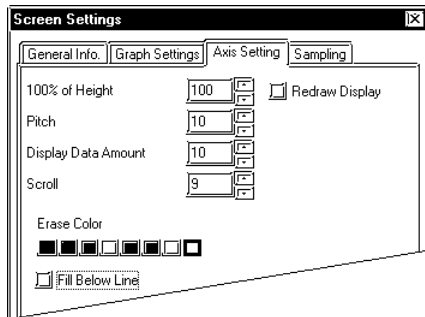 Screen Settings
General Info. Graph Settings Axis Setting Sampling
100% of Height 100 Redraw Display
Pitch 10
Display Data Amount 10
Scroll 9
Erase Color
Fill Below Line